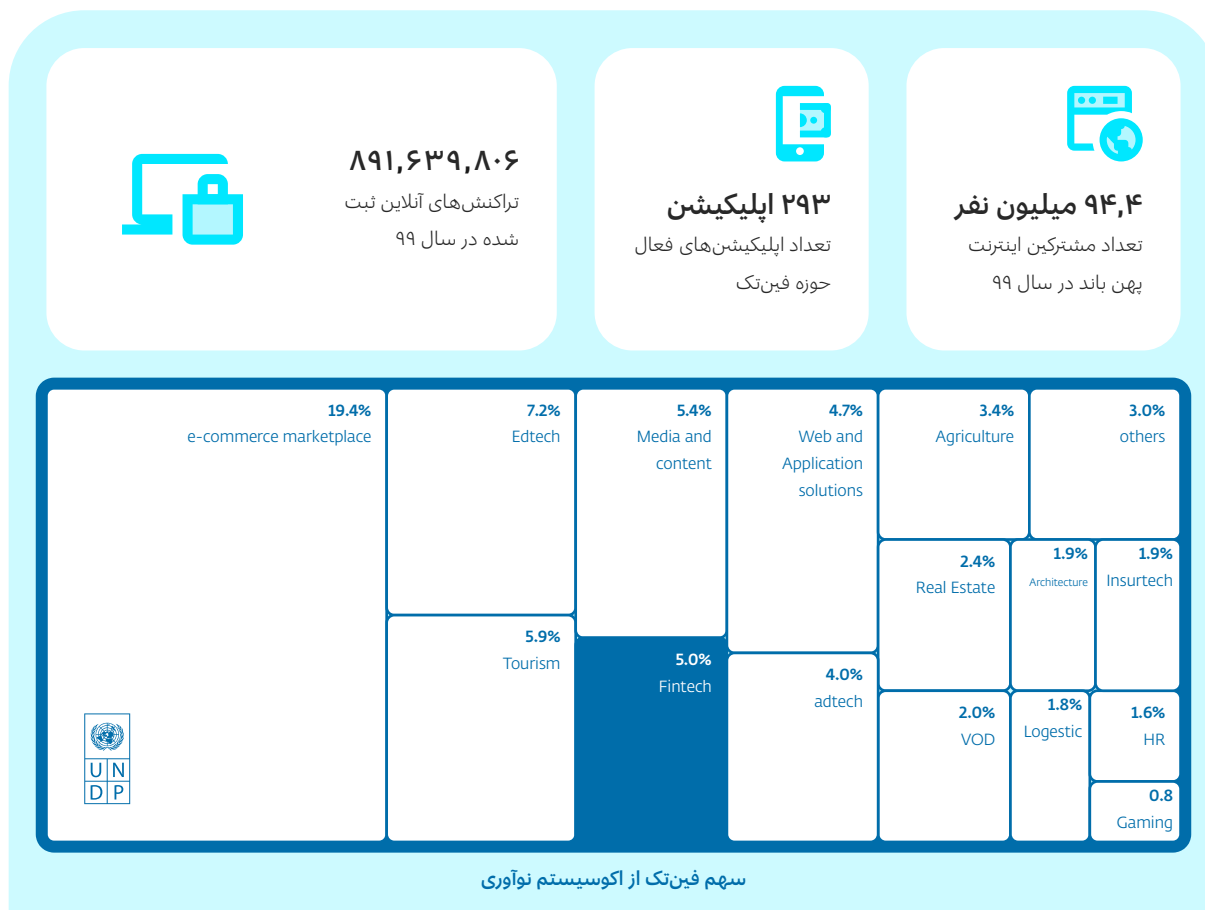 ۹۴,۴ میلیون نفر
تعداد مشترکین اینترنت
پهن باند در سال ۹۹
۲۹۳ اپلیکیشن
تعداد اپلیکیشن‌های فعال
حوزه فین‌تک
۸۹۱,۶۳۹,۸۰۶
تراکنش‌های آنلاین ثبت
شده در سال ۹۹
19.4%
e-commerce marketplace
7.2%
Edtech
5.9%
Tourism
5.4%
Media and
content
5.0%
Fintech
4.7%
Web and
Application
solutions
4.0%
adtech
3.4%
Agriculture
3.0%
others
2.4%
Real Estate
1.9%
Architecture
1.9%
Insurtech
2.0%
VOD
1.8%
Logestic
1.6%
HR
0.8
Gaming
U N
D P
سهم فین‌تک از اکوسیستم نوآوری